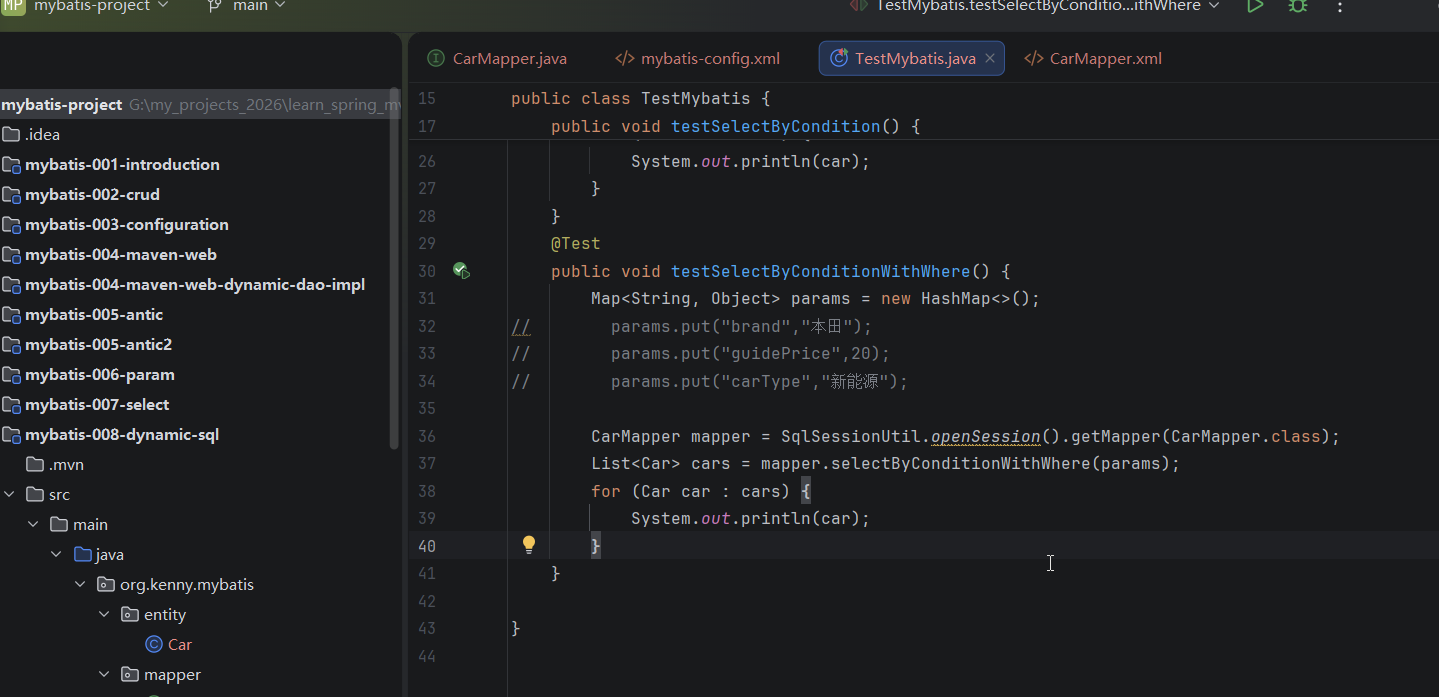 MP mybatis-project main TestMybatis.testSelectByConditio...ithWhere
CarMapper.java mybatis-config.xml TestMybatis.java CarMapper.xml
mybatis-project G:\my_projects_2026\learn_spring_m
.idea
mybatis-001-introduction
mybatis-002-crud
mybatis-003-configuration
mybatis-004-maven-web
mybatis-004-maven-web-dynamic-dao-impl
mybatis-005-antic
mybatis-005-antic2
mybatis-006-param
mybatis-007-select
mybatis-008-dynamic-sql
.mvn
src
main
java
org.kenny.mybatis
entity
Car
mapper
15 public class TestMybatis {
17 public void testSelectByCondition() {
26 System.out.println(car);
27 }
28 }
29 @Test
30 public void testSelectByConditionWithWhere() {
31 Map<String, Object> params = new HashMap<>();
32 // params.put("brand","本田");
33 // params.put("guidePrice",20);
34 // params.put("carType","新能源");
35
36 CarMapper mapper = SqlSessionUtil.openSession().getMapper(CarMapper.class);
37 List<Car> cars = mapper.selectByConditionWithWhere(params);
38 for (Car car : cars) {
39 System.out.println(car);
40 }
41 }
42
43 }
44